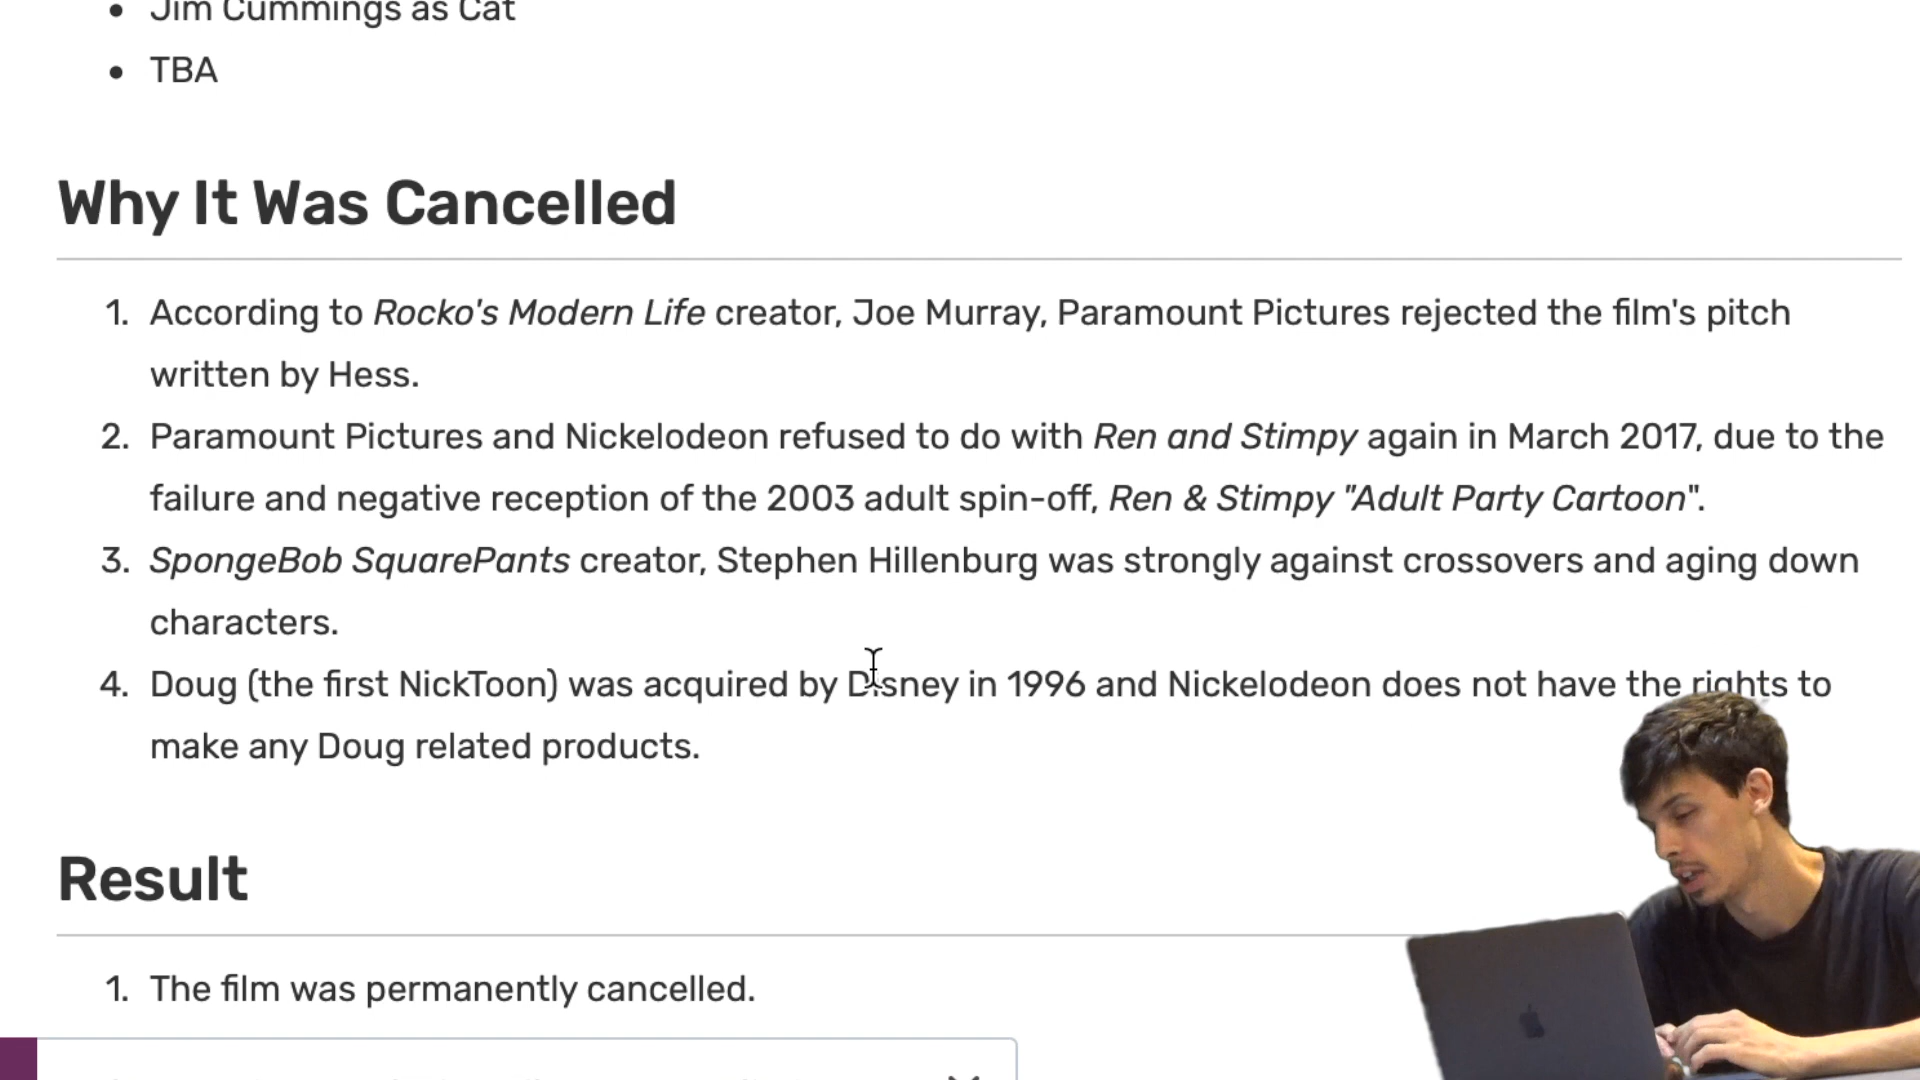 Jim Cummings as Cat
TBA
Why It Was Cancelled
1. According to Rocko's Modern Life creator, Joe Murray, Paramount Pictures rejected the film's pitch
written by Hess.
2. Paramount Pictures and Nickelodeon refused to do with Ren and Stimpy again in March 2017, due to the
failure and negative reception of the 2003 adult spin-off, Ren & Stimpy "Adult Party Cartoon".
3. SpongeBob SquarePants creator, Stephen Hillenburg was strongly against crossovers and aging down
characters.
4. Doug (the first NickToon) was acquired by Disney in 1996 and Nickelodeon does not have the rights to
make any Doug related products.
Result
1. The film was permanently cancelled.